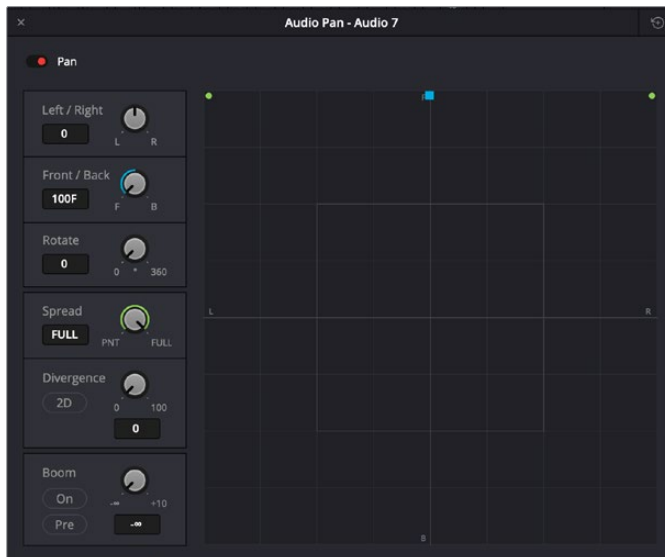 Audio Pan - Audio 7
Pan
Left / Right
0
L R
Front / Back
100F
F B
Rotate
0
0 ° 360
Spread
FULL
PNT FULL
Divergence
2D
0 100
0
Boom
On
-∞ +10
Pre
-∞
F
L
R
B